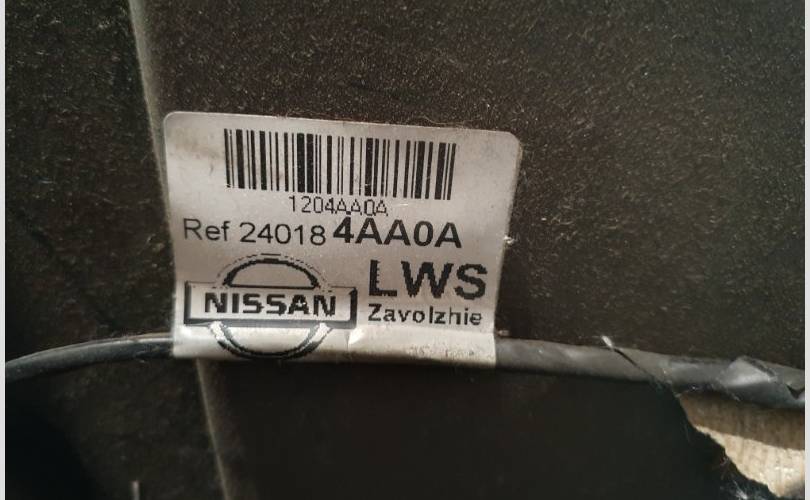 1204AA0A
Ref 24018 4AA0A
NISSAN
LWS
Zavolzhie